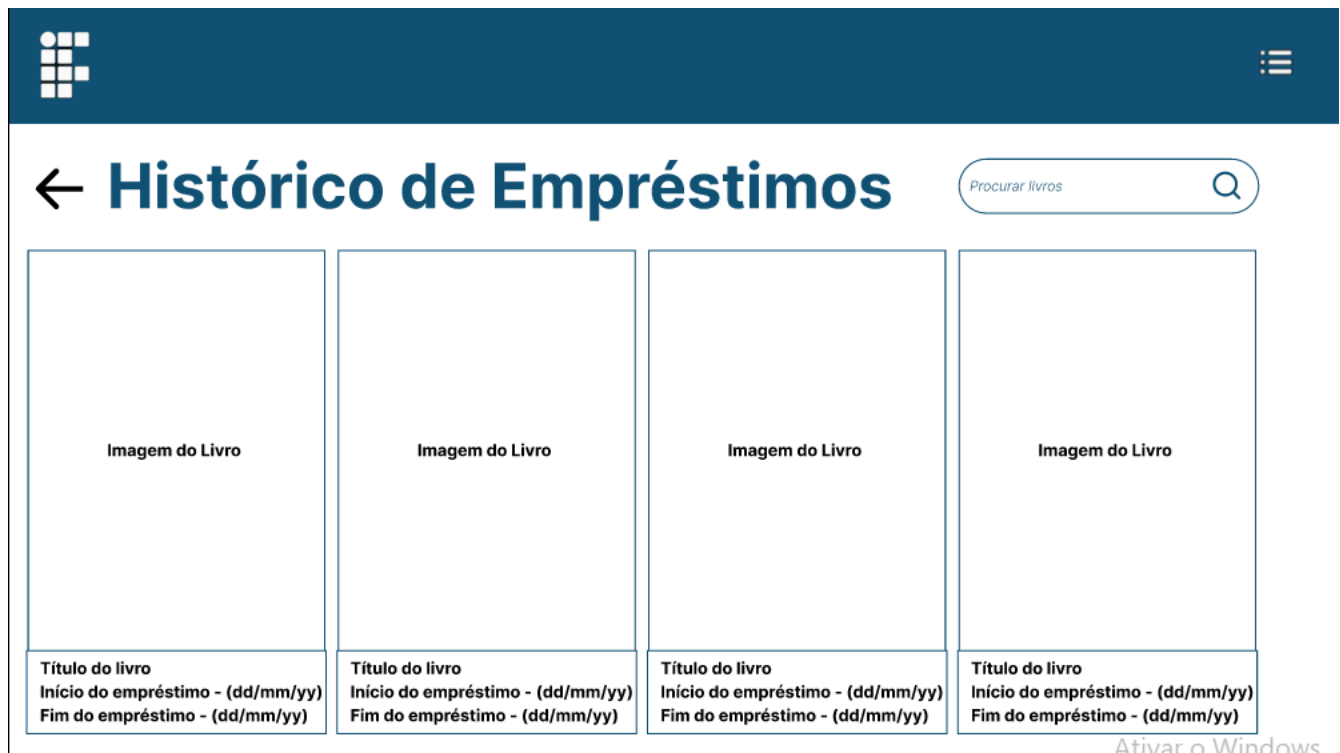 Histórico de Empréstimos
Procurar livros
Imagem do Livro
Imagem do Livro
Imagem do Livro
Imagem do Livro
Título do livro
Início do empréstimo - (dd/mm/yy)
Fim do empréstimo - (dd/mm/yy)
Título do livro
Início do empréstimo - (dd/mm/yy)
Fim do empréstimo - (dd/mm/yy)
Título do livro
Início do empréstimo - (dd/mm/yy)
Fim do empréstimo - (dd/mm/yy)
Título do livro
Início do empréstimo - (dd/mm/yy)
Fim do empréstimo - (dd/mm/yy)
Ativar o Windows